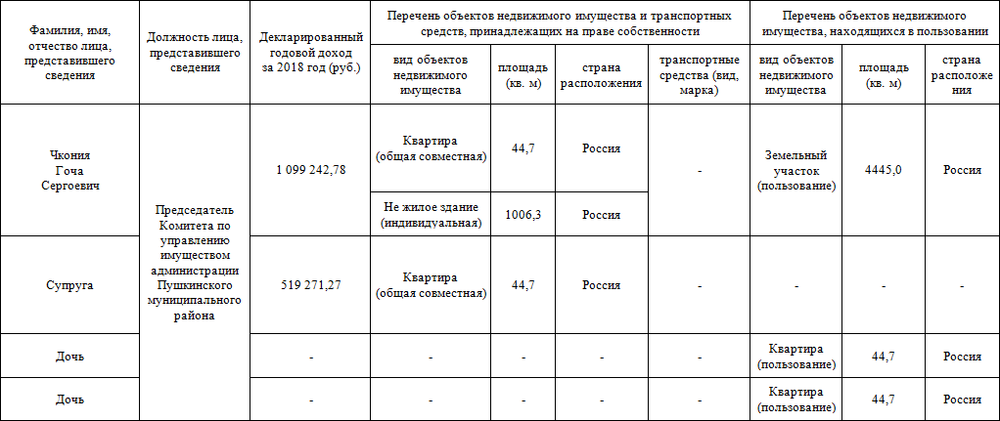 Фамилия, имя,
отчество лица,
представившего
сведения
Должность лица,
представившего
сведения
Декларированный
годовой доход
за 2018 год (руб.)
Перечень объектов недвижимого имущества и транспортных
средств, принадлежащих на праве собственности
Перечень объектов недвижимого
имущества, находящихся в пользовании
вид объектов
недвижимого
имущества
площадь
(кв. м)
страна
расположения
транспортные
средства (вид,
марка)
вид объектов
недвижимого
имущества
площадь
(кв. м)
страна
расположе
ния
Чкония
Гоча
Сергоевич
Председатель
Комитета по
управлению
имуществом
администрации
Пушкинского
муниципального
района
1 099 242,78
Квартира
(общая совместная)
44,7
Россия
-
Земельный
участок
(пользование)
4445,0
Россия
Не жилое здание
(индивидуальная)
1006,3
Россия
Супруга
519 271,27
Квартира
(общая совместная)
44,7
Россия
-
-
-
-
Дочь
-
-
-
-
-
Квартира
(пользование)
44,7
Россия
Дочь
-
-
-
-
-
Квартира
(пользование)
44,7
Россия